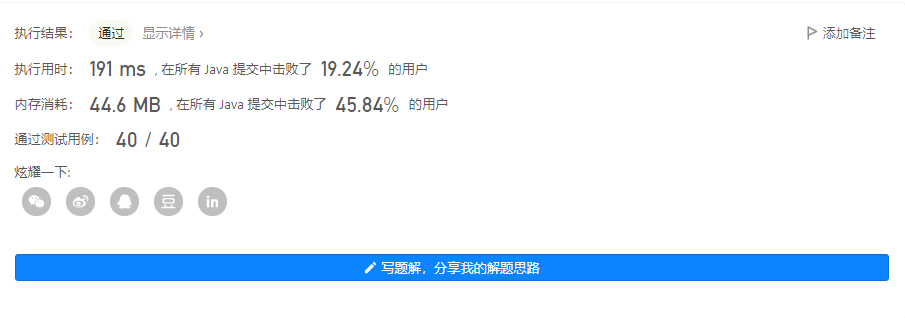 执行结果： 通过 显示详情 › 添加备注
执行用时： 191 ms , 在所有 Java 提交中击败了 19.24% 的用户
内存消耗： 44.6 MB , 在所有 Java 提交中击败了 45.84% 的用户
通过测试用例： 40 / 40
炫耀一下:
豆 in
写题解，分享我的解题思路